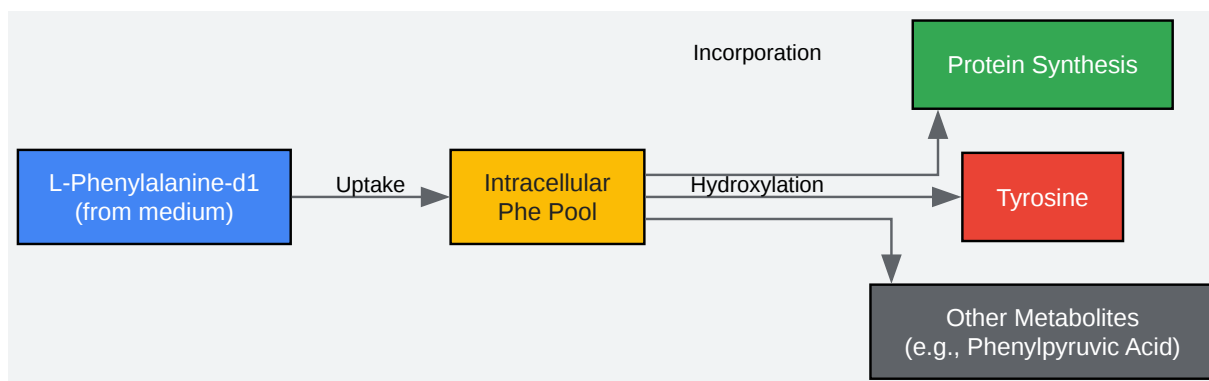 Incorporation
Protein Synthesis
L-Phenylalanine-d1
(from medium)
Uptake
Intracellular
Phe Pool
Hydroxylation
Tyrosine
Other Metabolites
(e.g., Phenylpyruvic Acid)